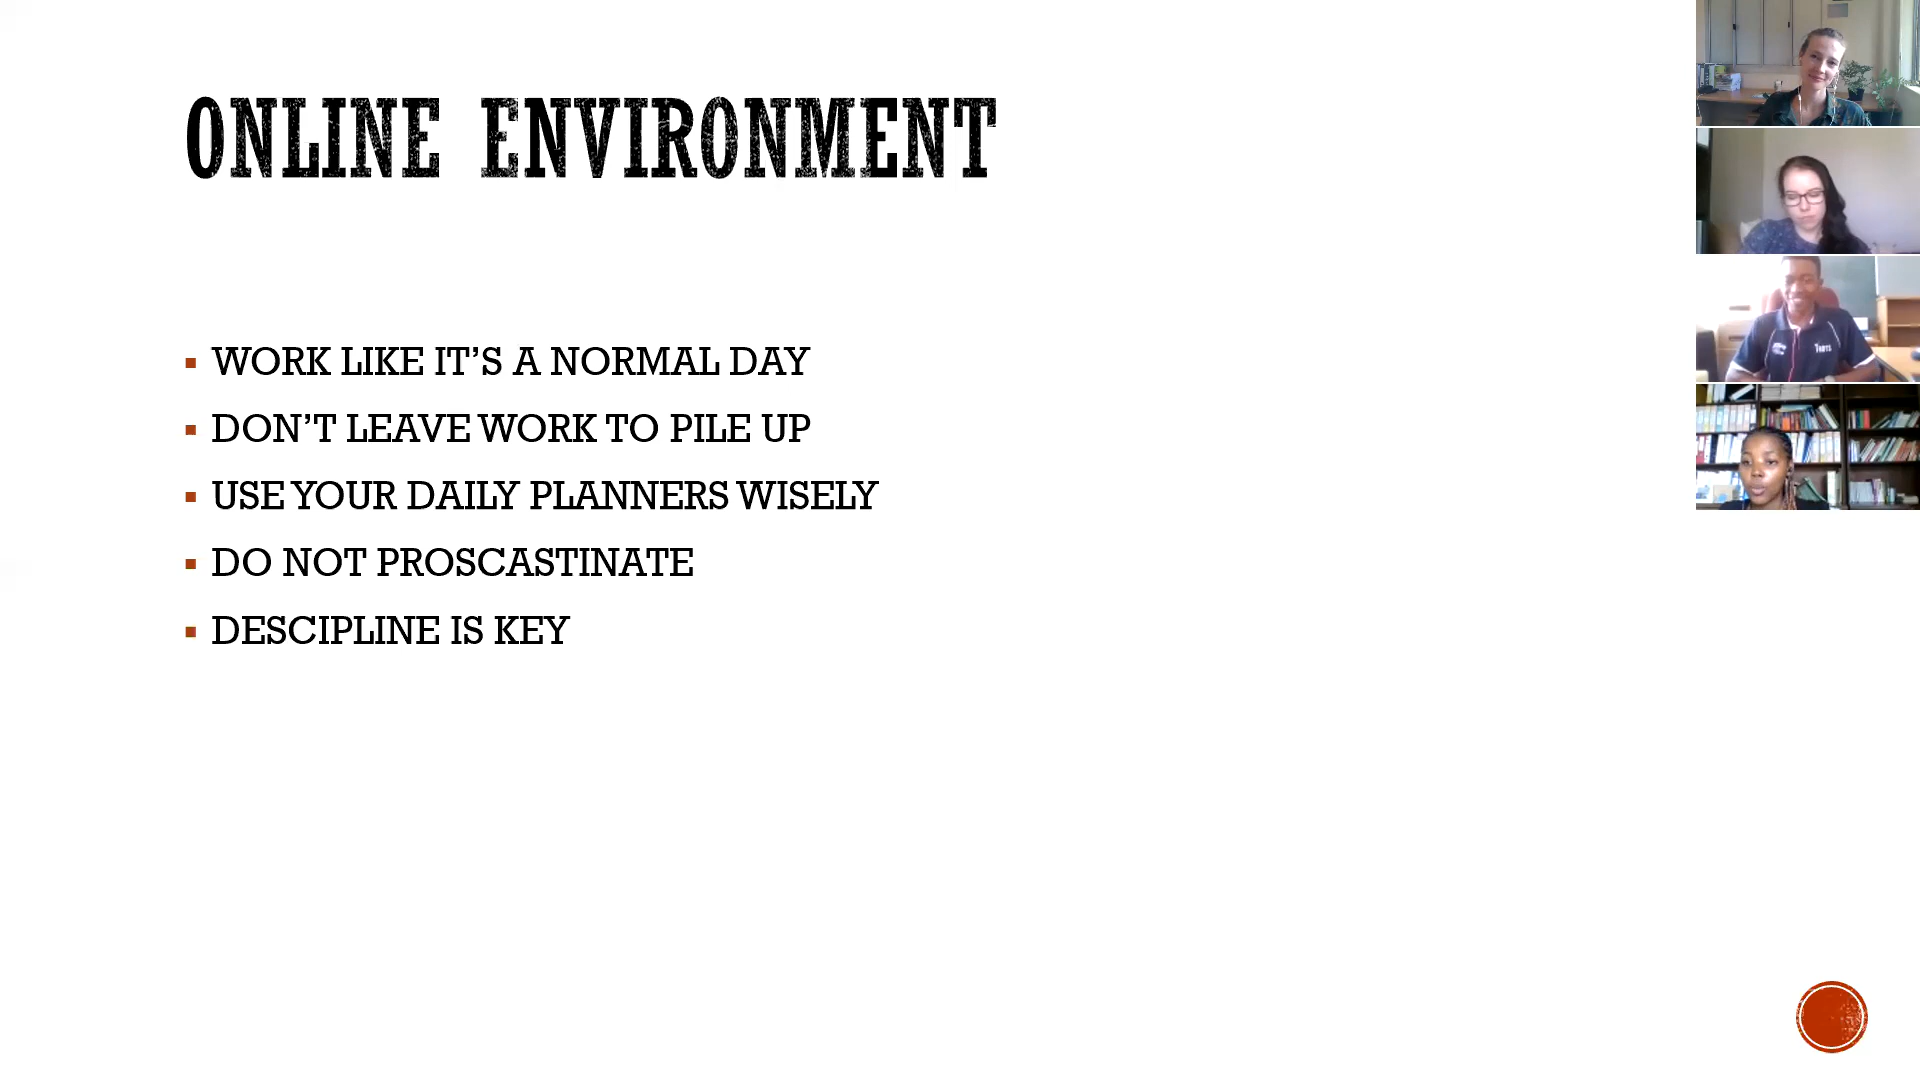 ONLINE ENVIRONMENT
WORK LIKE IT'S A NORMAL DAY
DON'T LEAVE WORK TO PILE UP
USE YOUR DAILY PLANNERS WISELY
DO NOT PROSCASTINATE
DESCIPLINE IS KEY